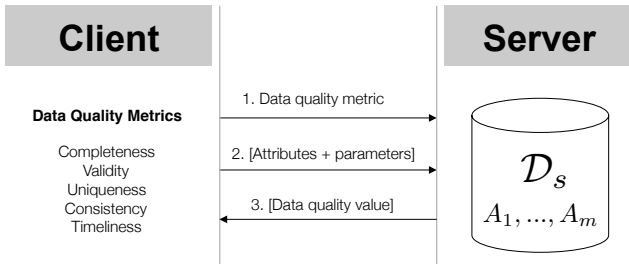 Client
Server
Data Quality Metrics
Completeness
Validity
Uniqueness
Consistency
Timeliness
1. Data quality metric
2. [Attributes + parameters]
3. [Data quality value]
𝒟ₛ
A₁, ..., Aₘ